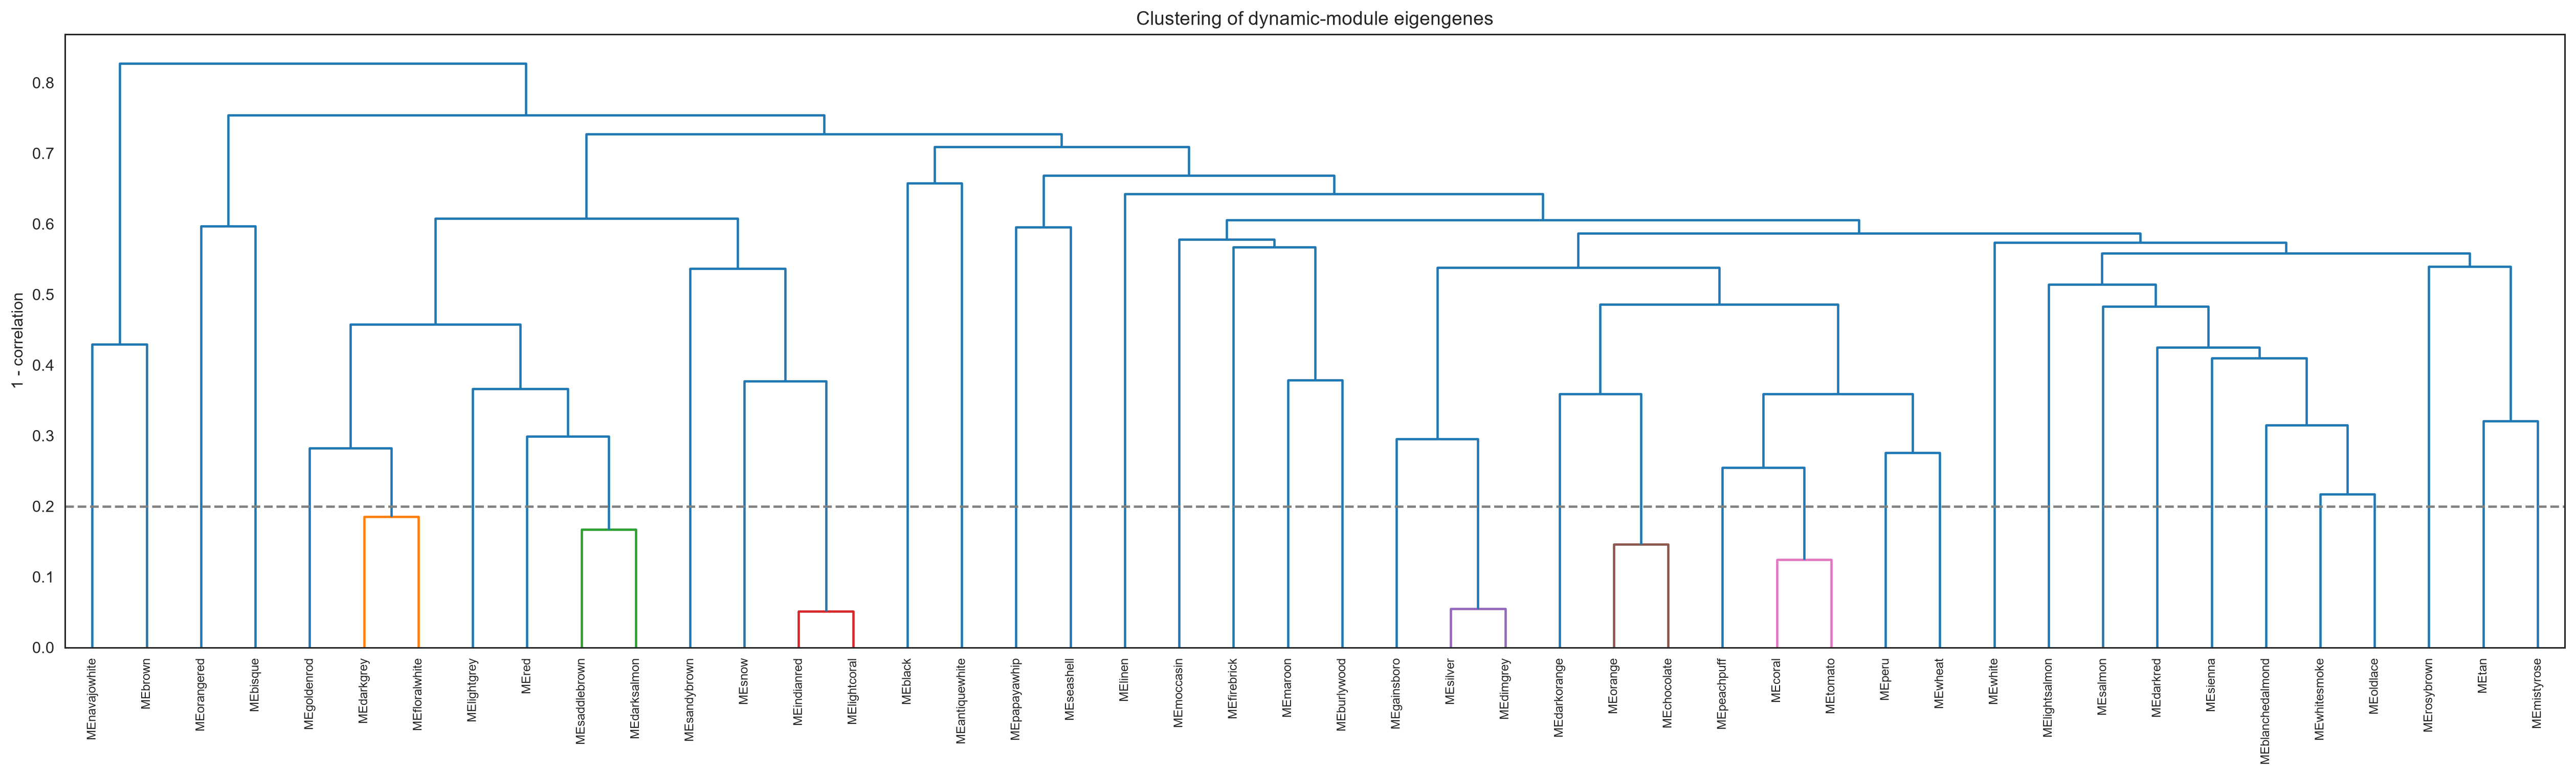 Clustering of dynamic-module eigengenes
1 - correlation
0.8
0.7
0.6
0.5
0.4
0.3
0.2
0.1
0.0
MEnavajowhite
MEbrown
MEorangered
MEbisque
MEgoldenrod
MEdarkgrey
MEfloralwhite
MElightgrey
MEred
MEsaddlebrown
MEdarksalmon
MEsandybrown
MEsnow
MEindianred
MElightcoral
MEblack
MEantiquewhite
MEpapayawhip
MEseashell
MElinen
MEmoccasin
MEfirebrick
MEmaroon
MEburlywood
MEgainsboro
MEsilver
MEdimgrey
MEdarkorange
MEorange
MEchocolate
MEpeachpuff
MEcoral
MEtomato
MEperu
MEwheat
MEwhite
MElightsalmon
MEsalmon
MEdarkred
MEsienna
MEblanchedalmond
MEwhitesmoke
MEoldlace
MErosybrown
MEtan
MEmistyrose